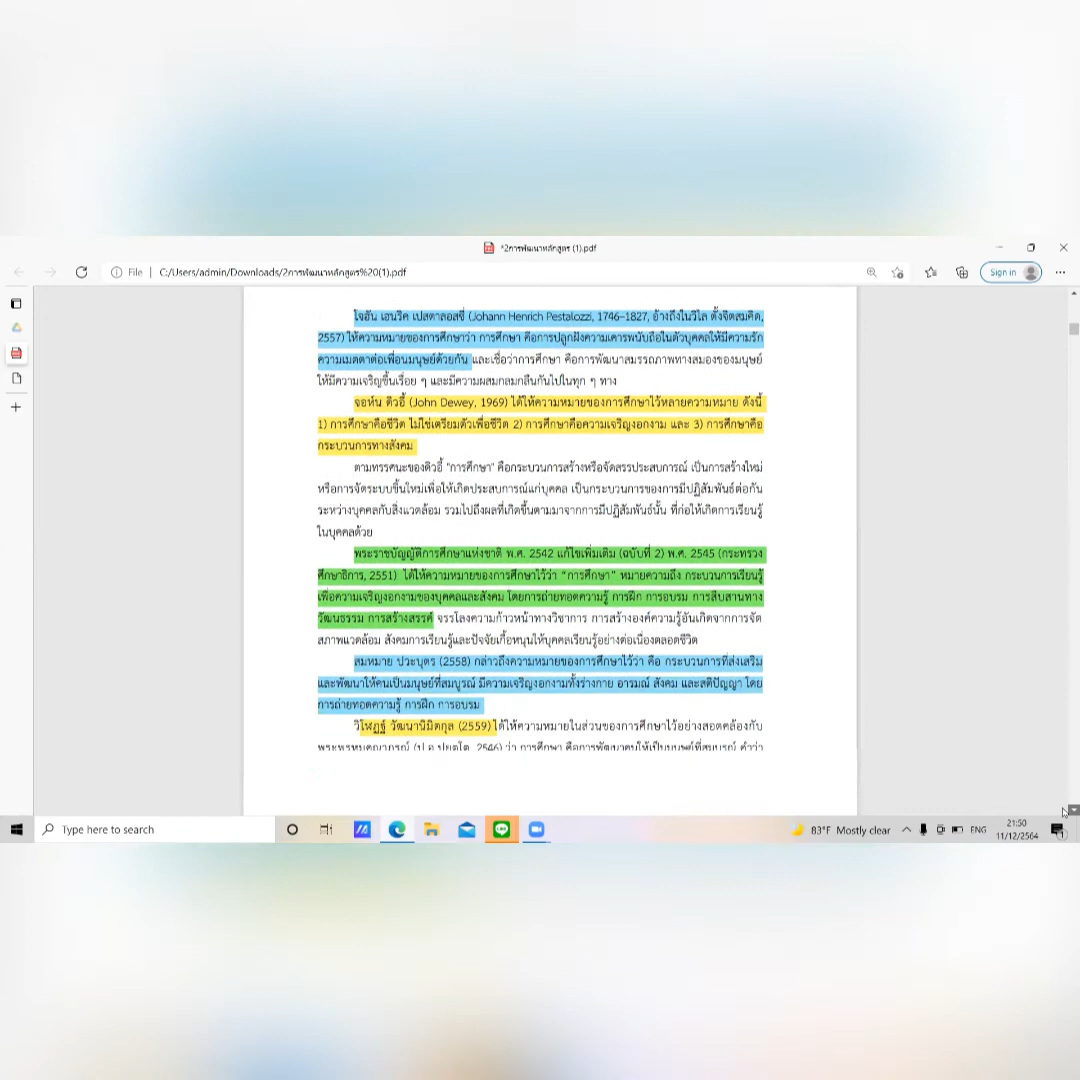 *2การพัฒนาหลักสูตร (1).pdf
File | C:/Users/admin/Downloads/2การพัฒนาหลักสูตร%20(1).pdf
Sign in
โจฮัน เฮนริค เปสตาลอสซี่ (Johann Henrich Pestalozzi, 1746–1827, อ้างถึงในวิไล ตั้งจิตสมคิด,
2557) ให้ความหมายของการศึกษาว่า การศึกษา คือการปลูกฝังความเคารพนับถือในตัวบุคคลให้มีความรัก
ความเมตตาต่อเพื่อนมนุษย์ด้วยกัน และเชื่อว่าการศึกษา คือการพัฒนาสมรรถภาพทางสมองของมนุษย์
ให้มีความเจริญขึ้นเรื่อย ๆ และมีความผสมกลมกลืนกันไปในทุก ๆ ทาง
จอห์น ดิวอี้ (John Dewey, 1969) ได้ให้ความหมายของการศึกษาไว้หลายความหมาย ดังนี้
1) การศึกษาคือชีวิต ไม่ใช่เตรียมตัวเพื่อชีวิต 2) การศึกษาคือความเจริญงอกงาม และ 3) การศึกษาคือ
กระบวนการทางสังคม
ตามทรรศนะของดิวอี้ "การศึกษา" คือกระบวนการสร้างหรือจัดสรรประสบการณ์ เป็นการสร้างใหม่
หรือการจัดระบบขึ้นใหม่เพื่อให้เกิดประสบการณ์แก่บุคคล เป็นกระบวนการของการมีปฏิสัมพันธ์ต่อกัน
ระหว่างบุคคลกับสิ่งแวดล้อม รวมไปถึงผลที่เกิดขึ้นตามมาจากการมีปฏิสัมพันธ์นั้น ที่ก่อให้เกิดการเรียนรู้
ในบุคคลด้วย
พระราชบัญญัติการศึกษาแห่งชาติ พ.ศ. 2542 แก้ไขเพิ่มเติม (ฉบับที่ 2) พ.ศ. 2545 (กระทรวง
ศึกษาธิการ, 2551) ได้ให้ความหมายของการศึกษาไว้ว่า "การศึกษา" หมายความถึง กระบวนการเรียนรู้
เพื่อความเจริญงอกงามของบุคคลและสังคม โดยการถ่ายทอดความรู้ การฝึก การอบรม การสืบสานทาง
วัฒนธรรม การสร้างสรรค์ จรรโลงความก้าวหน้าทางวิชาการ การสร้างองค์ความรู้อันเกิดจากการจัด
สภาพแวดล้อม สังคมการเรียนรู้และปัจจัยเกื้อหนุนให้บุคคลเรียนรู้อย่างต่อเนื่องตลอดชีวิต
สมหมาย ปวะบุตร (2558) กล่าวถึงความหมายของการศึกษาไว้ว่า คือ กระบวนการที่ส่งเสริม
และพัฒนาให้คนเป็นมนุษย์ที่สมบูรณ์ มีความเจริญงอกงามทั้งร่างกาย อารมณ์ สังคม และสติปัญญา โดย
การถ่ายทอดความรู้ การฝึก การอบรม
วิไฬฏฐ์ วัฒนานิมิตกุล (2559) ได้ให้ความหมายในส่วนของการศึกษาไว้อย่างสอดคล้องกับ
พระพรหมคุณาภรณ์ (ป.อ.ปยุตโต, 2546) ว่า การศึกษา คือการพัฒนาคนให้เป็นมนุษย์ที่สมบูรณ์ คำว่า
Type here to search
83°F Mostly clear
ENG
21:50
11/12/2564